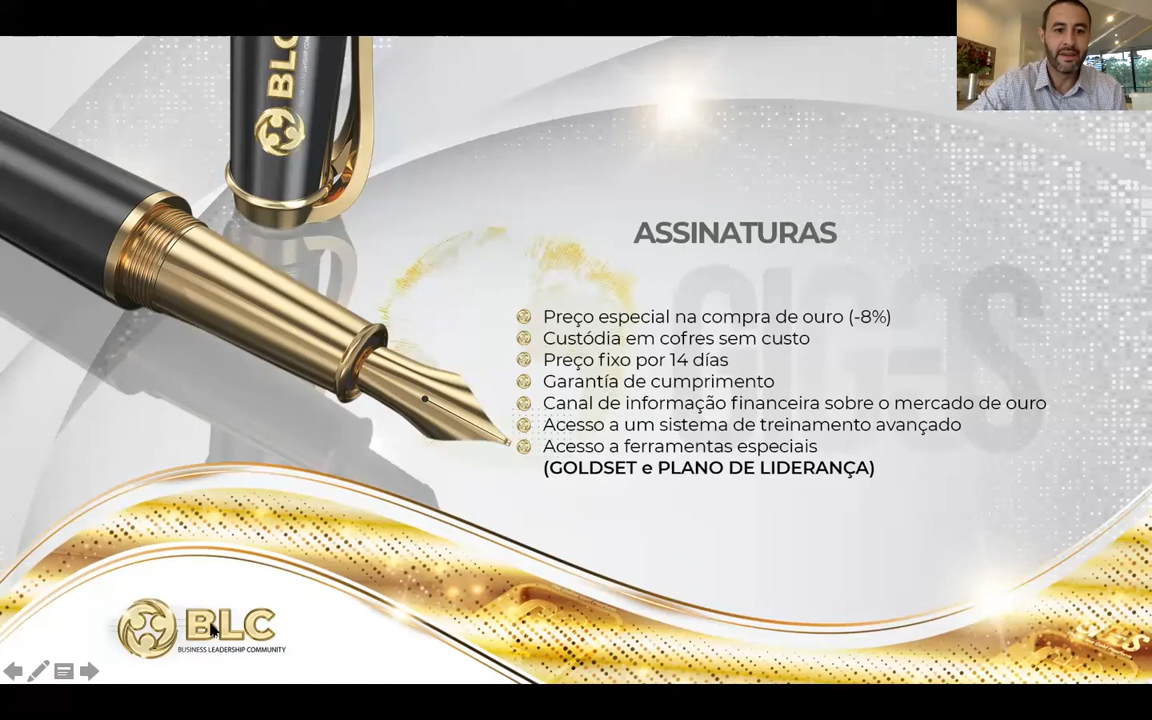 BLC
ASSINATURAS
Preço especial na compra de ouro (-8%)
Custódia em cofres sem custo
Preço fixo por 14 días
Garantía de cumprimento
Canal de informação financeira sobre o mercado de ouro
Acesso a um sistema de treinamento avançado
Acesso a ferramentas especiais
(GOLDSET e PLANO DE LIDERANÇA)
BLC
BUSINESS LEADERSHIP COMMUNITY